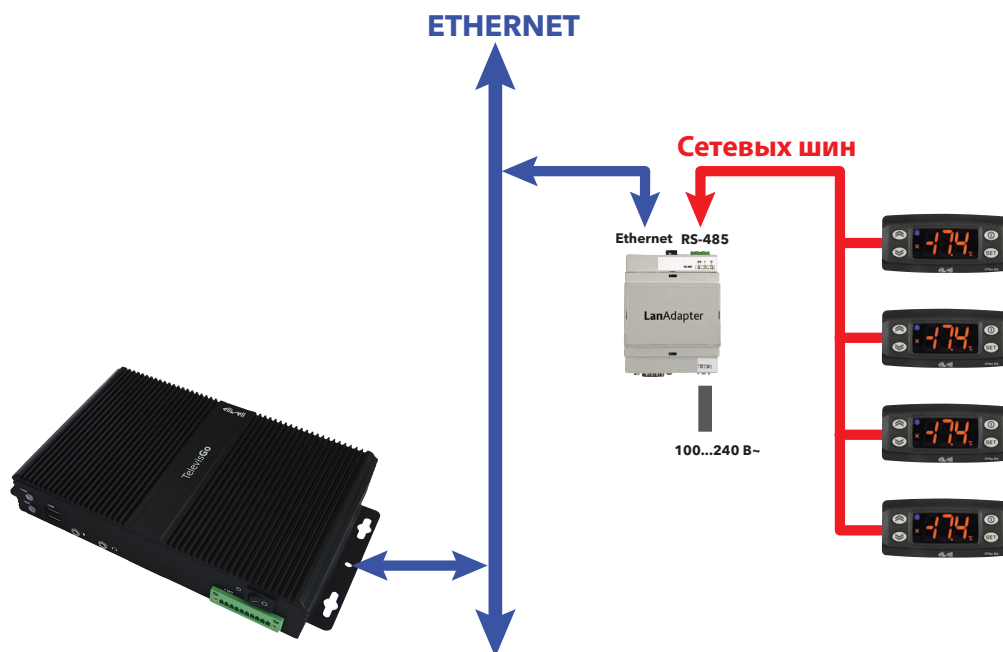 ETHERNET
Сетевых шин
Ethernet RS-485
LanAdapter
100...240 В~
-17.4
SET
-17.4
SET
-17.4
SET
-17.4
SET
eliwell
TelevisGo